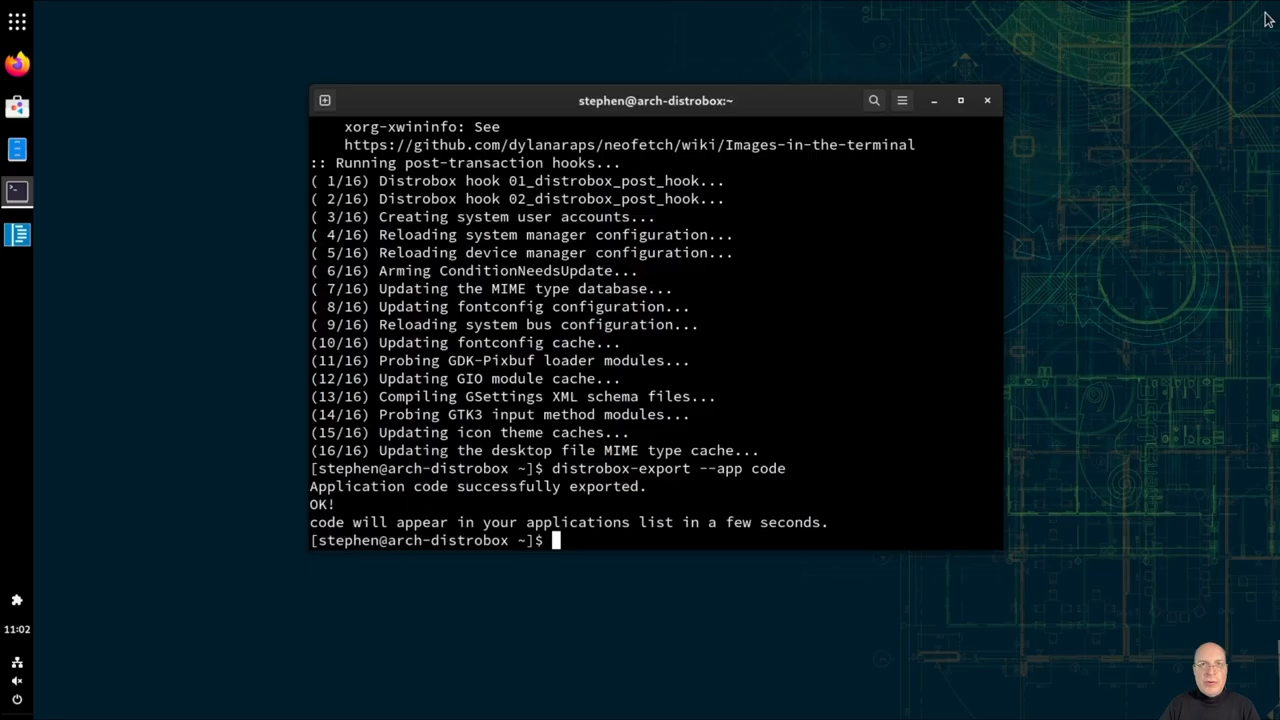 stephen@arch-distrobox:~
xorg-xwininfo: See
https://github.com/dylanaraps/neofetch/wiki/Images-in-the-terminal
:: Running post-transaction hooks...
( 1/16) Distrobox hook 01_distrobox_post_hook...
( 2/16) Distrobox hook 02_distrobox_post_hook...
( 3/16) Creating system user accounts...
( 4/16) Reloading system manager configuration...
( 5/16) Reloading device manager configuration...
( 6/16) Arming ConditionNeedsUpdate...
( 7/16) Updating the MIME type database...
( 8/16) Updating fontconfig configuration...
( 9/16) Reloading system bus configuration...
(10/16) Updating fontconfig cache...
(11/16) Probing GDK-Pixbuf loader modules...
(12/16) Updating GIO module cache...
(13/16) Compiling GSettings XML schema files...
(14/16) Probing GTK3 input method modules...
(15/16) Updating icon theme caches...
(16/16) Updating the desktop file MIME type cache...
[stephen@arch-distrobox ~]$ distrobox-export --app code
Application code successfully exported.
OK!
code will appear in your applications list in a few seconds.
[stephen@arch-distrobox ~]$
11:02